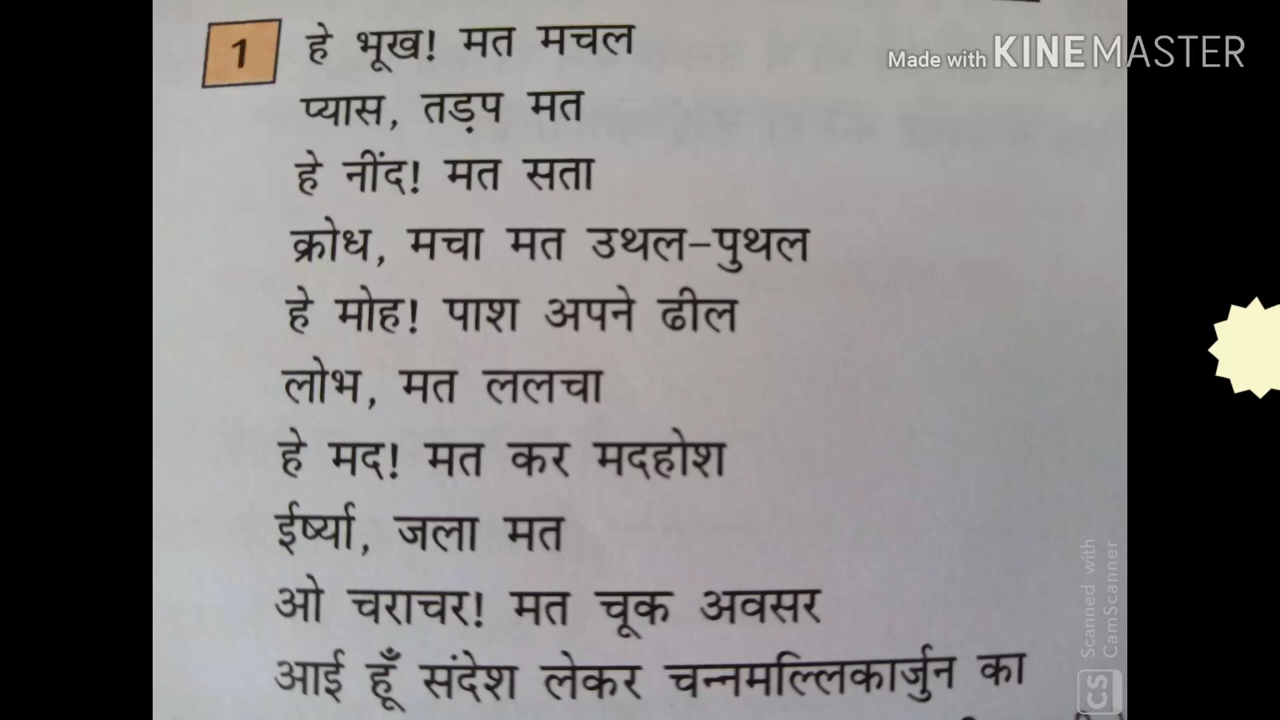 Made with KINEMASTER
1 हे भूख! मत मचल
प्यास, तड़प मत
हे नींद! मत सता
क्रोध, मचा मत उथल-पुथल
हे मोह! पाश अपने ढील
लोभ, मत ललचा
हे मद! मत कर मदहोश
ईर्ष्या, जला मत
ओ चराचर! मत चूक अवसर
आई हूँ संदेश लेकर चन्नमल्लिकार्जुन का
CS Scanned with
CamScanner